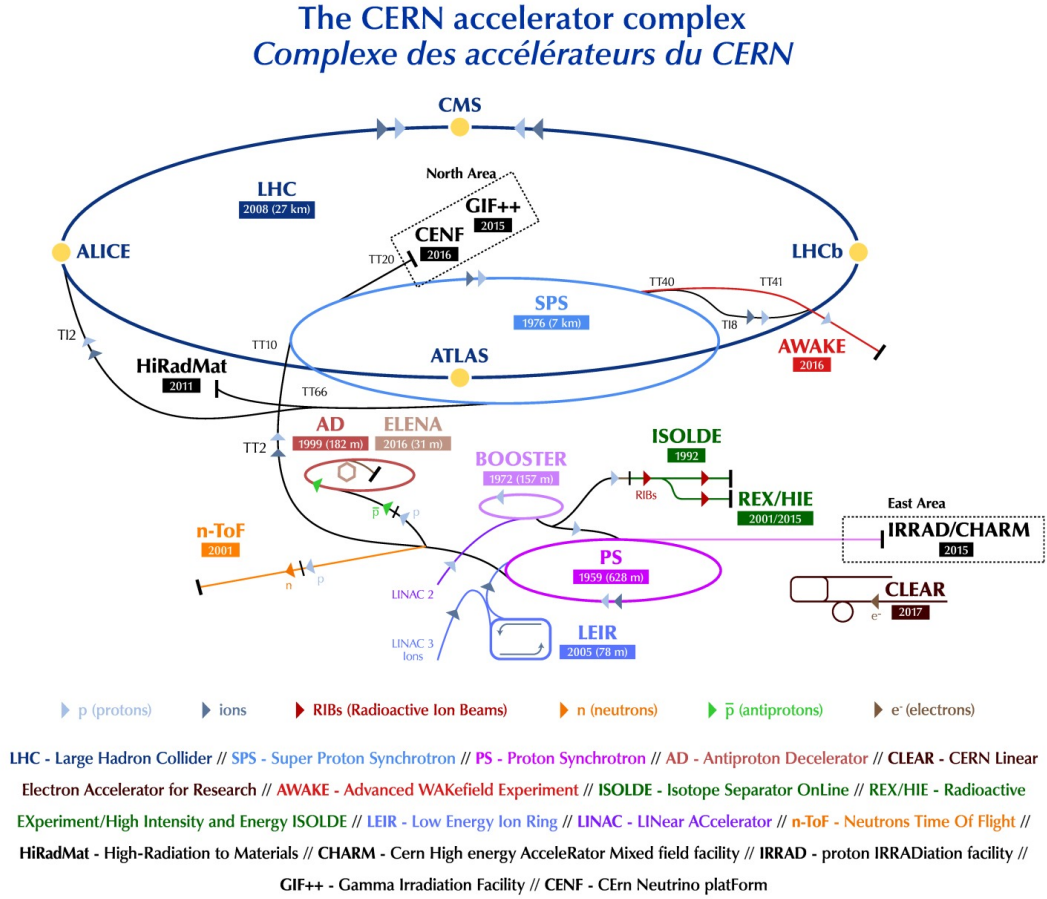 The CERN accelerator complex
Complexe des accélérateurs du CERN
CMS
North Area
LHC
2008 (27 km)
GIF++
2015
CENF
2016
TT20
ALICE
LHCb
TT40
TT41
SPS
1976 (7 km)
TI2
TI8
TT10
ATLAS
AWAKE
2016
HiRadMat
2011
TT66
TT2
AD
1999 (182 m)
ELENA
2016 (31 m)
BOOSTER
1972 (157 m)
ISOLDE
1992
RIBs
REX/HIE
2001/2015
East Area
p̅
p
n-ToF
2001
IRRAD/CHARM
2015
PS
1959 (628 m)
n
p
LINAC 2
CLEAR
2017
e-
LINAC 3
Ions
LEIR
2005 (78 m)
p (protons)
ions
RIBs (Radioactive Ion Beams)
n (neutrons)
p̅ (antiprotons)
e- (electrons)
LHC - Large Hadron Collider // SPS - Super Proton Synchrotron // PS - Proton Synchrotron // AD - Antiproton Decelerator // CLEAR - CERN Linear
Electron Accelerator for Research // AWAKE - Advanced WAKefield Experiment // ISOLDE - Isotope Separator OnLine // REX/HIE - Radioactive
EXperiment/High Intensity and Energy ISOLDE // LEIR - Low Energy Ion Ring // LINAC - LINear ACcelerator // n-ToF - Neutrons Time Of Flight //
HiRadMat - High-Radiation to Materials // CHARM - Cern High energy AcceleRator Mixed field facility // IRRAD - proton IRRADiation facility //
GIF++ - Gamma Irradiation Facility // CENF - CErn Neutrino platForm